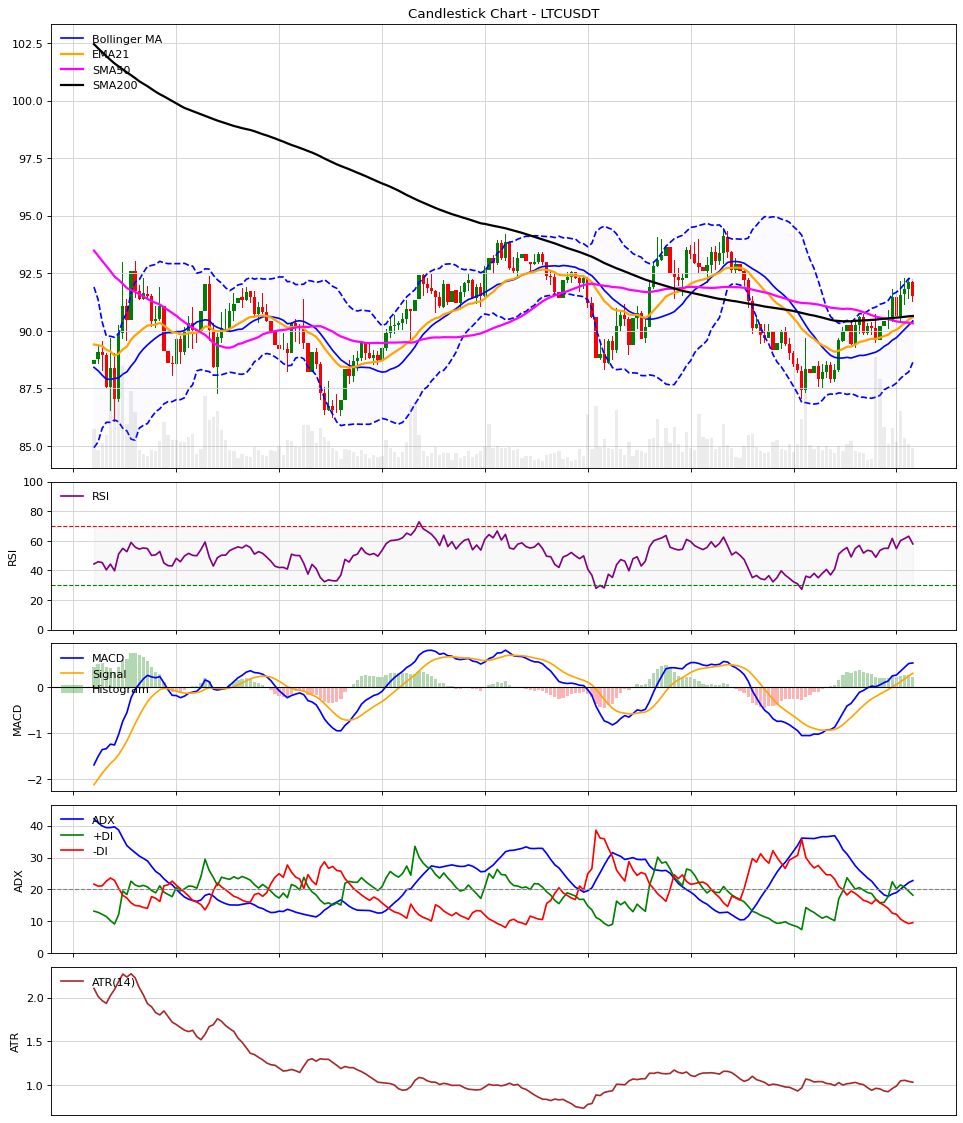 Candlestick Chart - LTCUSDT
Bollinger MA
EMA21
SMA50
SMA200
102.5
100.0
97.5
95.0
92.5
90.0
87.5
85.0
RSI
RSI
100
80
60
40
20
0
MACD
Signal
Histogram
MACD
0
−1
−2
ADX
+DI
-DI
ADX
40
30
20
10
0
ATR(14)
ATR
2.0
1.5
1.0